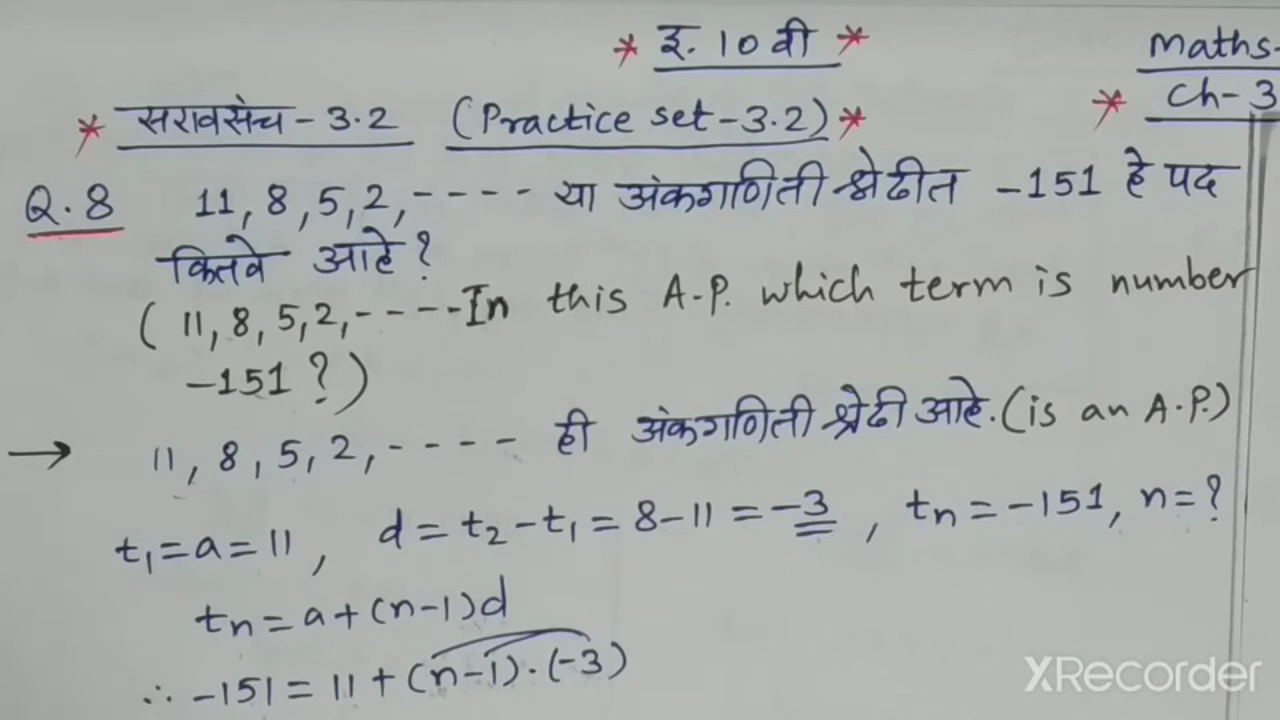 * इ. 10 वी *
Maths-
* Ch-3
* सरावसंच - 3.2 (Practice set-3.2) *
Q.8 11, 8, 5, 2, ---- या अंकगणिती श्रेढीत -151 हे पद
कितवे आहे?
( 11, 8, 5, 2, ---- In this A.P. which term is number
-151 ?)
→ 11, 8, 5, 2, ---- ही अंकगणिती श्रेढी आहे. (is an A.P.)
t₁ = a = 11, d = t₂ - t₁ = 8 - 11 = -3, tn = -151, n = ?
tn = a + (n-1)d
∴ -151 = 11 + (n-1)·(-3)
XRecorder